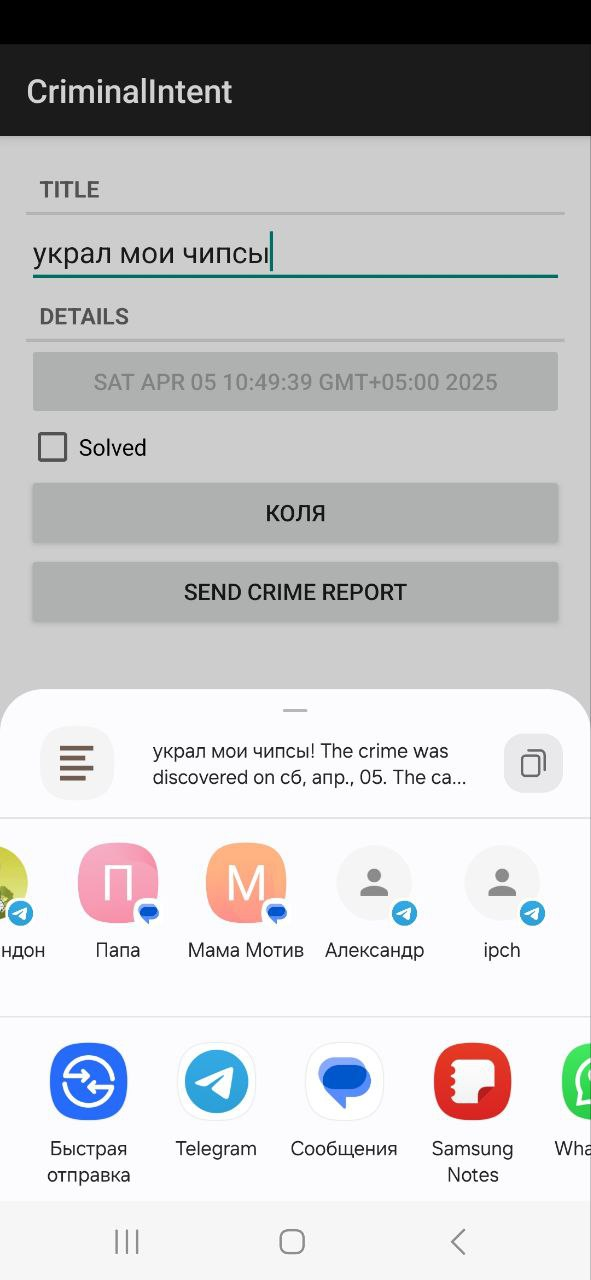 CriminalIntent
TITLE
украл мои чипсы
DETAILS
SAT APR 05 10:49:39 GMT+05:00 2025
Solved
КОЛЯ
SEND CRIME REPORT
украл мои чипсы! The crime was
discovered on сб, апр., 05. The ca...
П
М
ндон
Папа
Мама Мотив
Александр
ipch
Быстрая
отправка
Telegram
Сообщения
Samsung
Notes
Wha